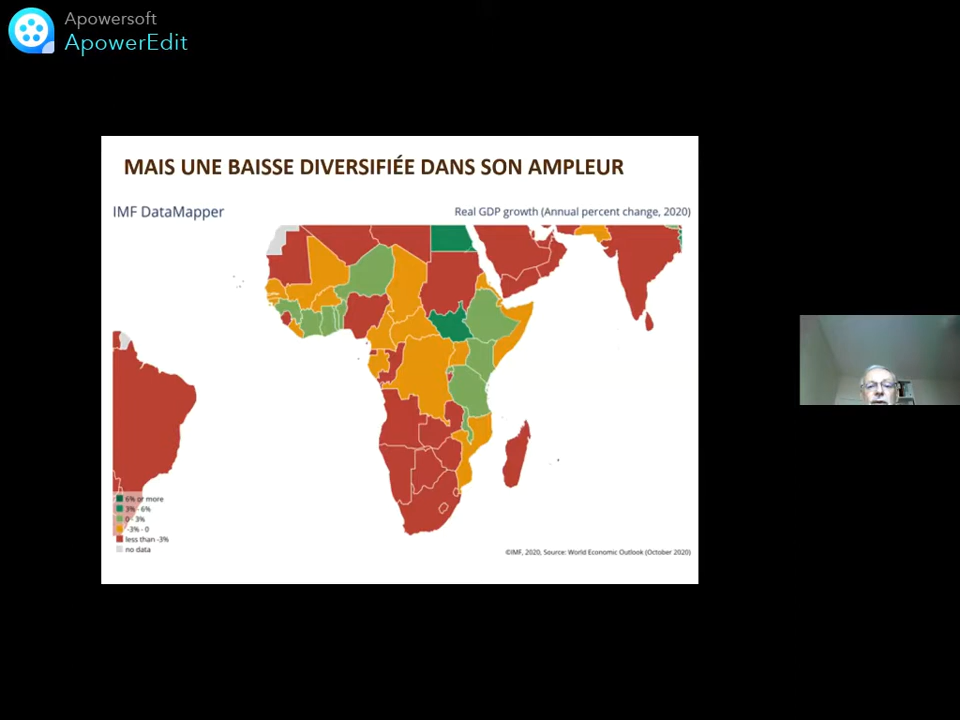 Apowersoft
ApowerEdit
MAIS UNE BAISSE DIVERSIFIÉE DANS SON AMPLEUR
IMF DataMapper
Real GDP growth (Annual percent change, 2020)
6% or more
3% - 6%
0 - 3%
-3% - 0
less than -3%
no data
©IMF, 2020, Source: World Economic Outlook (October 2020)